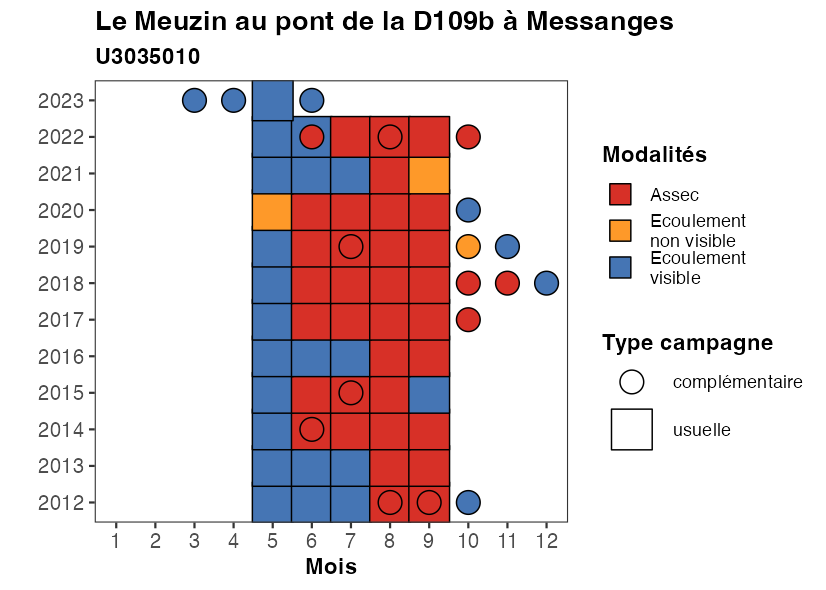 Le Meuzin au pont de la D109b à Messanges
U3035010
2023
2022
2021
2020
2019
2018
2017
2016
2015
2014
2013
2012
1 2 3 4 5 6 7 8 9 10 11 12
Mois
Modalités
Assec
Ecoulement
non visible
Ecoulement
visible
Type campagne
complémentaire
usuelle